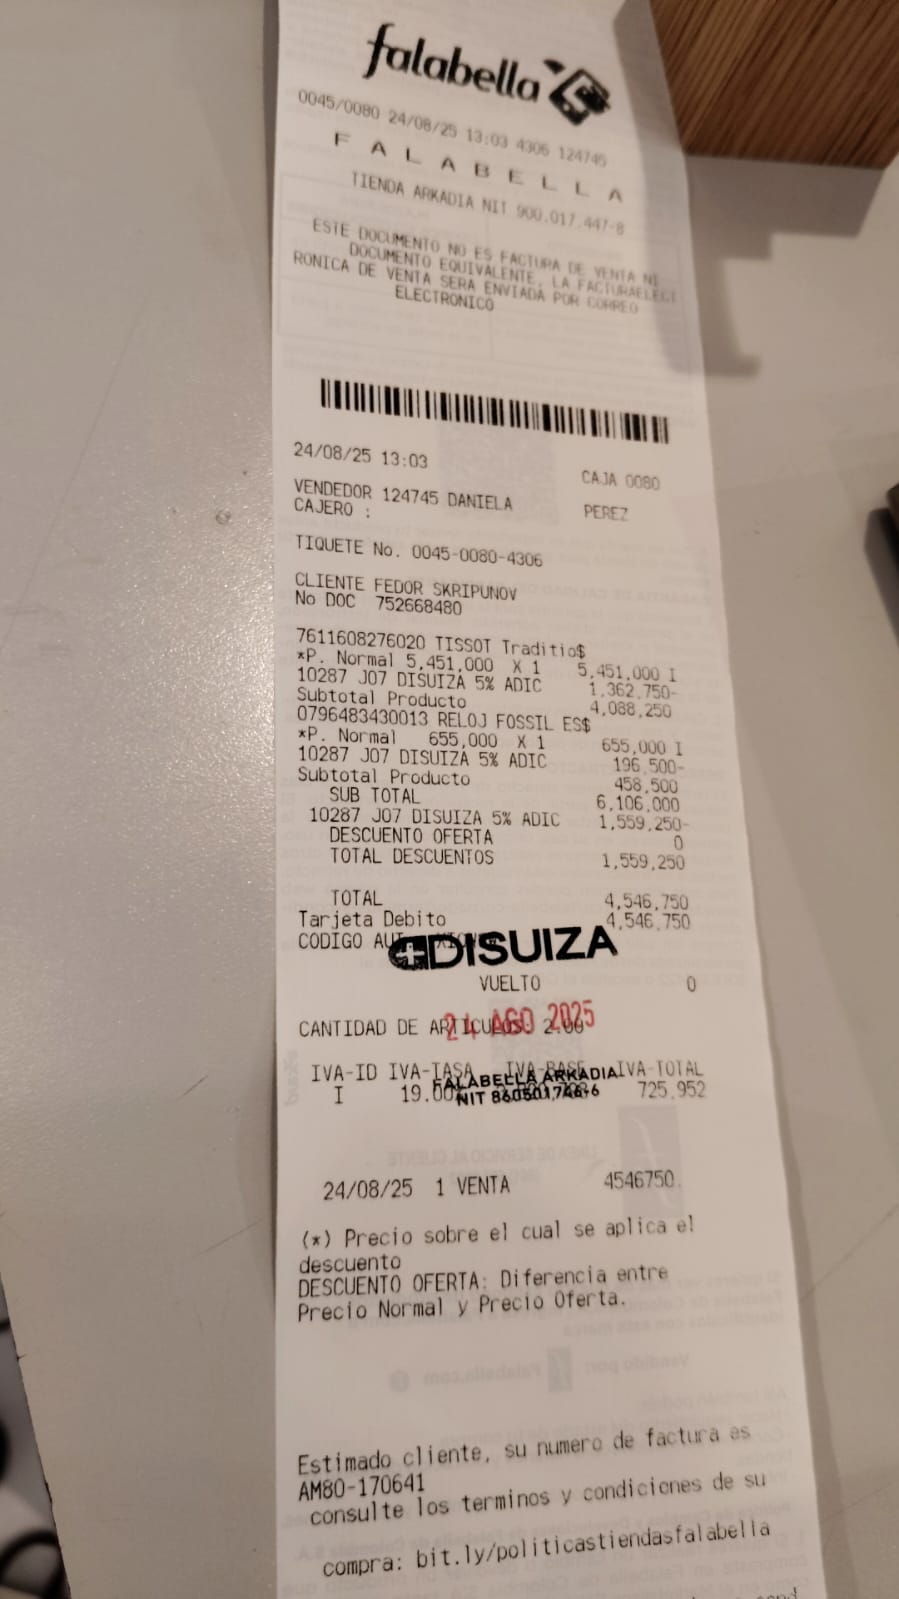 falabella
0045/0080 24/08/25 13:03 4306 124745
F A L A B E L L A
TIENDA ARKADIA NIT 900.017.447-8
ESTE DOCUMENTO NO ES FACTURA DE VENTA NI
DOCUMENTO EQUIVALENTE, LA FACTURAELECT
RONICA DE VENTA SERA ENVIADA POR CORREO
ELECTRONICO
24/08/25 13:03 CAJA 0080
VENDEDOR 124745 DANIELA PEREZ
CAJERO :
TIQUETE No. 0045-0080-4306
CLIENTE FEDOR SKRIPUNOV
No DOC 752668480
7611608276020 TISSOT Traditio$
*P. Normal 5,451,000 X 1 5,451,000 I
10287 J07 DISUIZA 5% ADIC 1,362,750-
Subtotal Producto 4,088,250
0796483430013 RELOJ FOSSIL ES$
*P. Normal 655,000 X 1 655,000 I
10287 J07 DISUIZA 5% ADIC 196,500-
Subtotal Producto 458,500
SUB TOTAL 6,106,000
10287 J07 DISUIZA 5% ADIC 1,559,250-
DESCUENTO OFERTA 0
TOTAL DESCUENTOS 1,559,250
TOTAL 4,546,750
Tarjeta Debito 4,546,750
CODIGO
DISUIZA
VUELTO 0
CANTIDAD DE ARTICULOS: 2.00
24 AGO 2025
IVA-ID IVA-TASA IVA-BASE IVA-TOTAL
FALABELLA ARKADIA
I 19.00% 725,952
NIT 860501746-6
24/08/25 1 VENTA 4546750.
(*) Precio sobre el cual se aplica el
descuento
DESCUENTO OFERTA: Diferencia entre
Precio Normal y Precio Oferta.
Estimado cliente, su numero de factura es
AM80-170641
consulte los terminos y condiciones de su
compra: bit.ly/politicastiendasfalabella